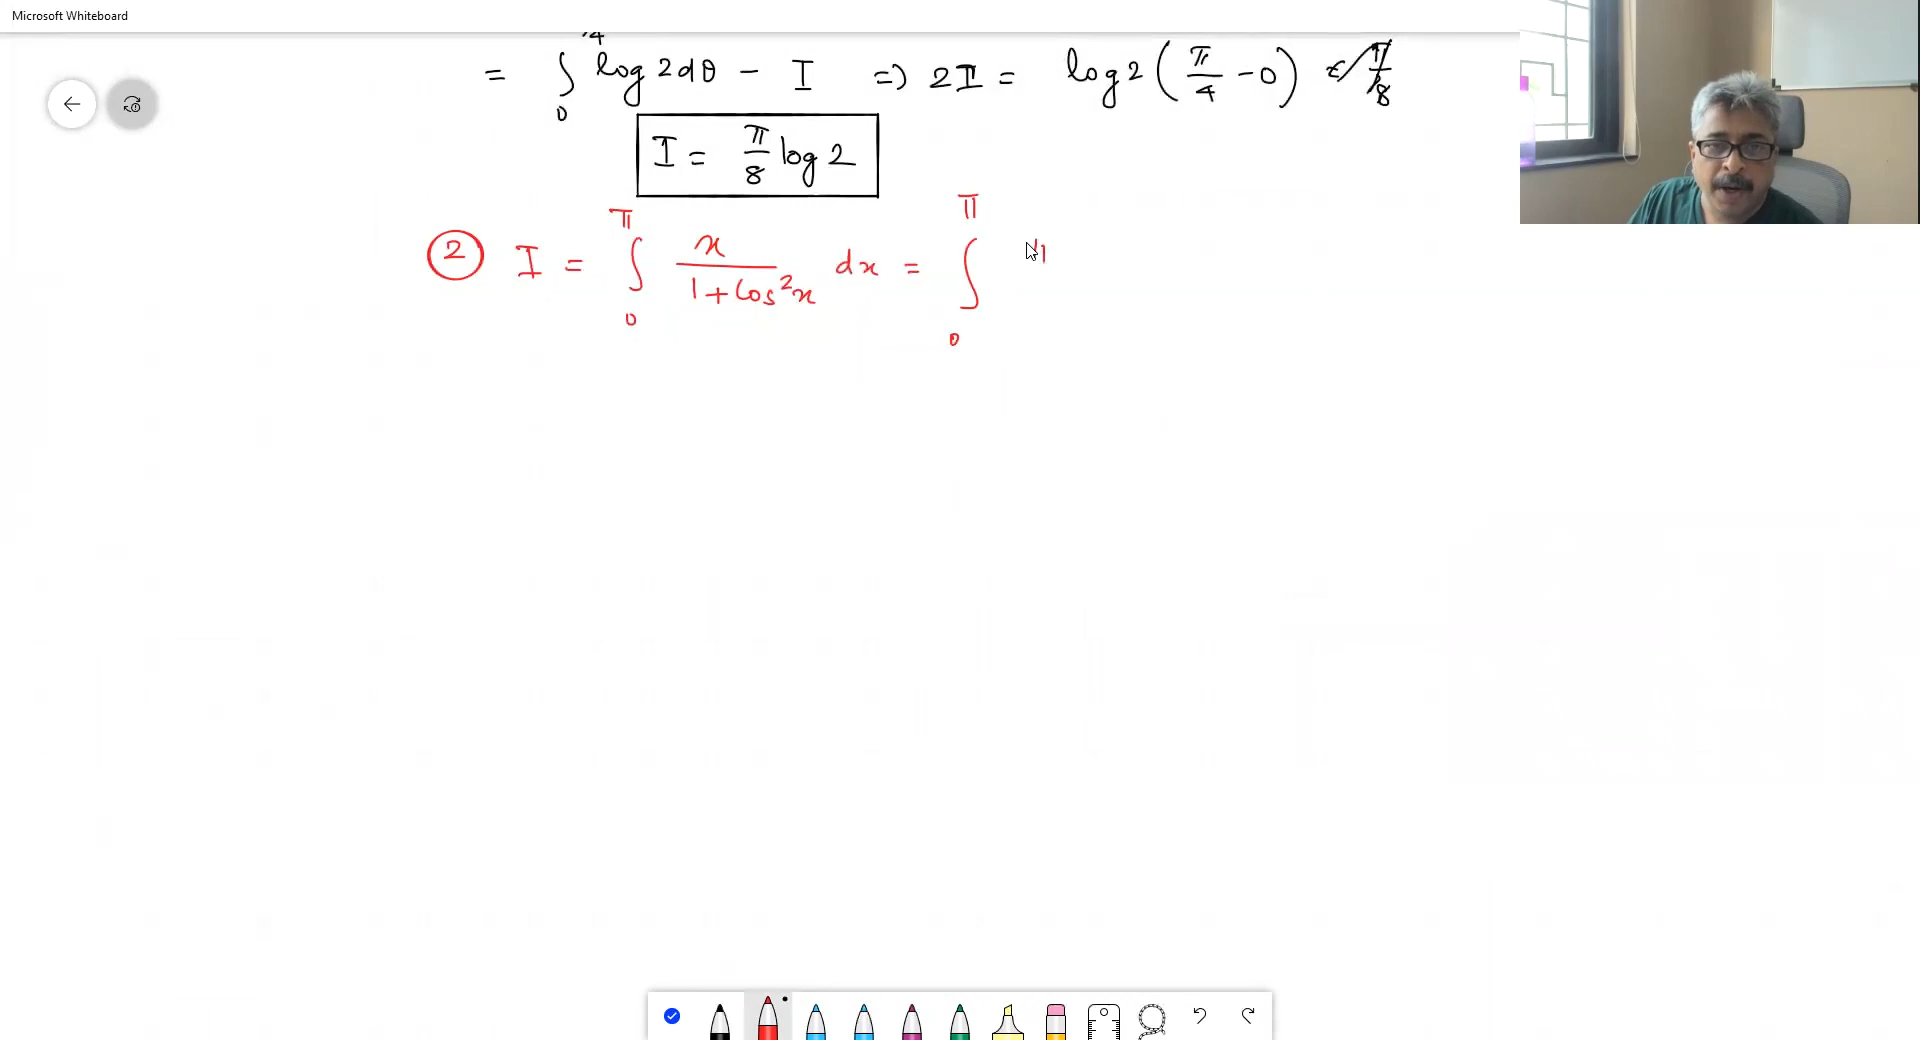 Microsoft Whiteboard
= ∫₀^π/4 log 2 dθ - I => 2I = log 2 (π/4 - 0)
I = π/8 log 2
② I = ∫₀^π x/(1+Cos²x) dx = ∫₀^π